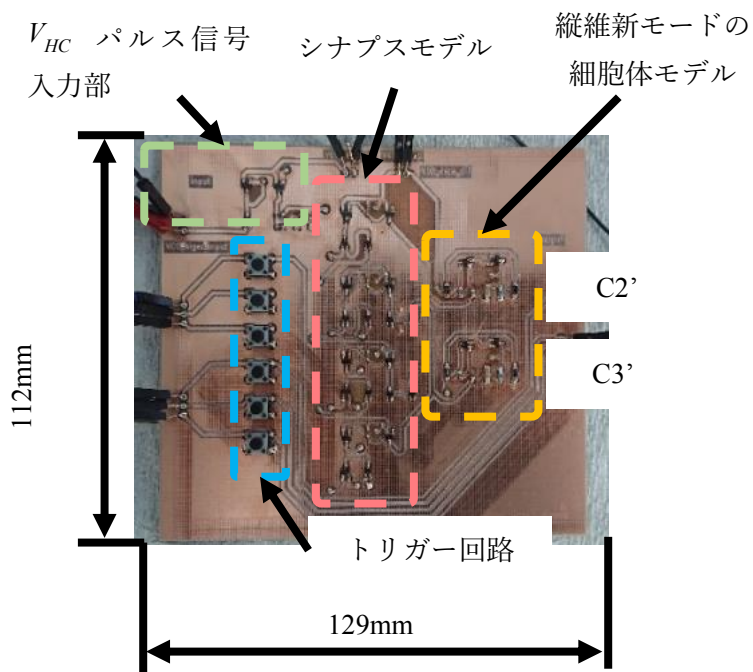 V_HC パルス信号
入力部
シナプスモデル
縦維新モードの
細胞体モデル
C2’
C3’
112mm
トリガー回路
129mm